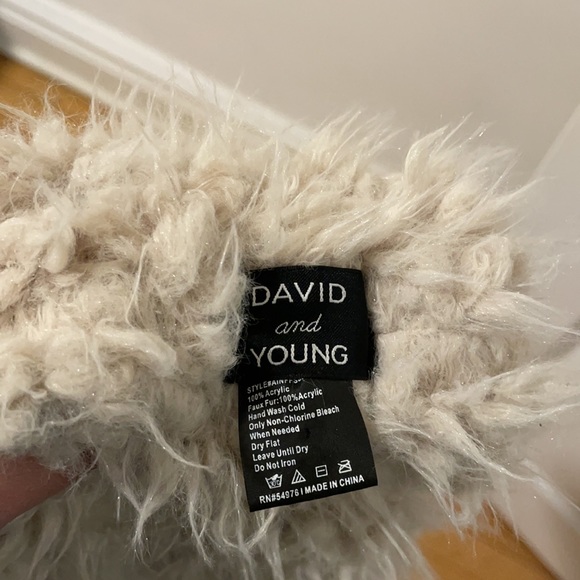 DAVID
and
YOUNG
100% Acrylic
Faux Fur:100%Acrylic
Hand Wash Cold
Only Non-Chlorine Bleach
When Needed
Dry Flat
Leave Until Dry
Do Not Iron
RN#54976 I MADE IN CHINA